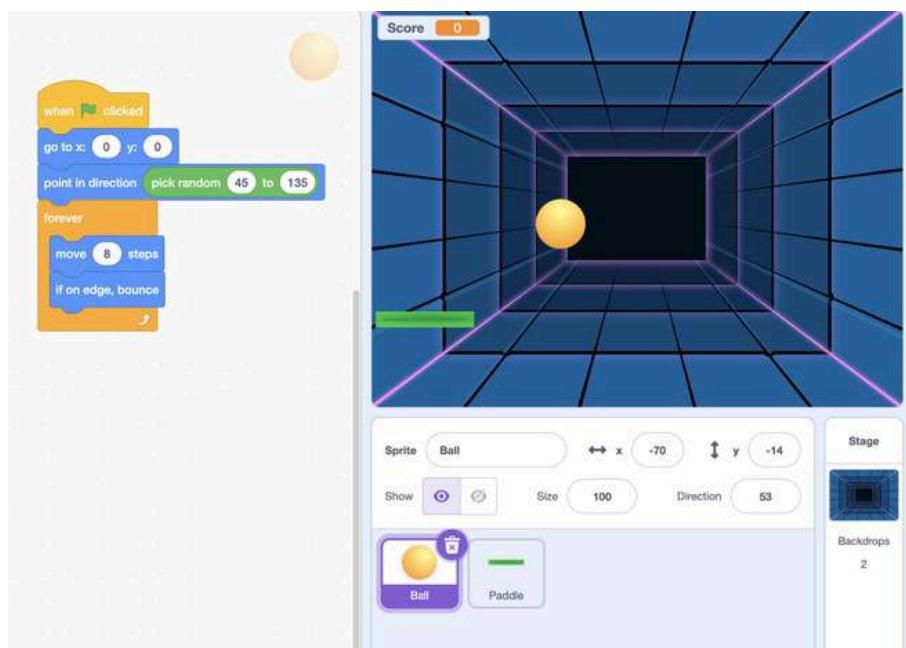 when clicked
go to x: 0 y: 0
point in direction pick random 45 to 135
forever
move 8 steps
if on edge, bounce
Score 0
Sprite Ball x -70 y -14
Show Size 100 Direction 53
Ball
Paddle
Stage
Backdrops
2